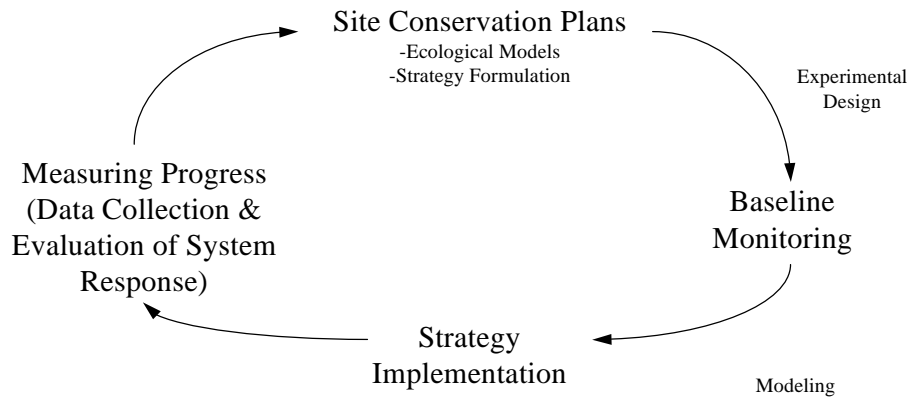 Site Conservation Plans
-Ecological Models
-Strategy Formulation
Experimental
Design
Measuring Progress
(Data Collection &
Evaluation of System
Response)
Baseline
Monitoring
Strategy
Implementation
Modeling